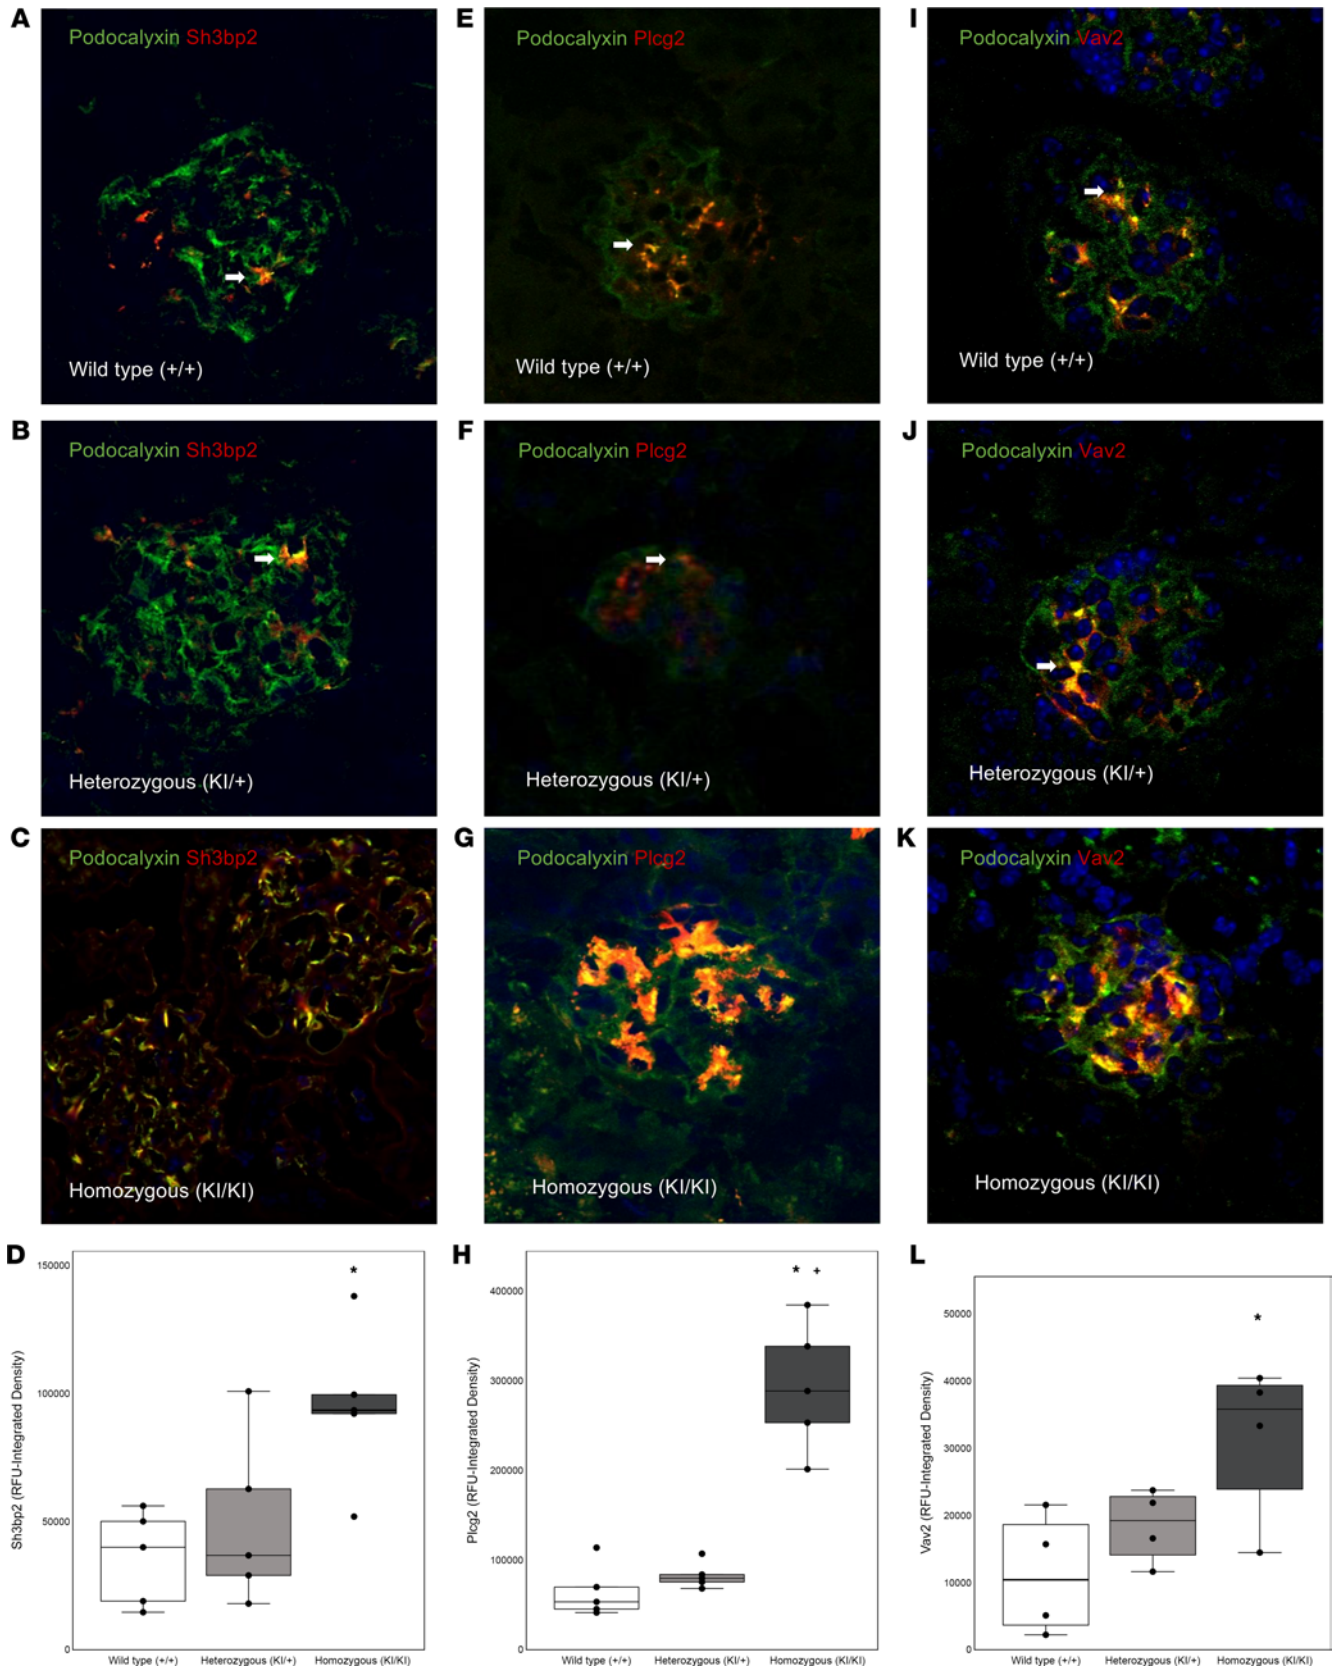 A
Podocalyxin Sh3bp2
Wild type (+/+)
E
Podocalyxin Plcg2
Wild type (+/+)
I
Podocalyxin Vav2
Wild type (+/+)
B
Podocalyxin Sh3bp2
Heterozygous (KI/+)
F
Podocalyxin Plcg2
Heterozygous (KI/+)
J
Podocalyxin Vav2
Heterozygous (KI/+)
C
Podocalyxin Sh3bp2
Homozygous (KI/KI)
G
Podocalyxin Plcg2
Homozygous (KI/KI)
K
Podocalyxin Vav2
Homozygous (KI/KI)
D
Sh3bp2 (RFU-Integrated Density)
150000
*
100000
50000
0
Wild type (+/+) Heterozygous (KI/+) Homozygous (KI/KI)
H
Plcg2 (RFU-Integrated Density)
* +
400000
300000
200000
100000
0
Wild type (+/+) Heterozygous (KI/+) Homozygous (KI/KI)
L
Vav2 (RFU-Integrated Density)
50000
*
40000
30000
20000
10000
0
Wild type (+/+) Heterozygous (KI/+) Homozygous (KI/KI)